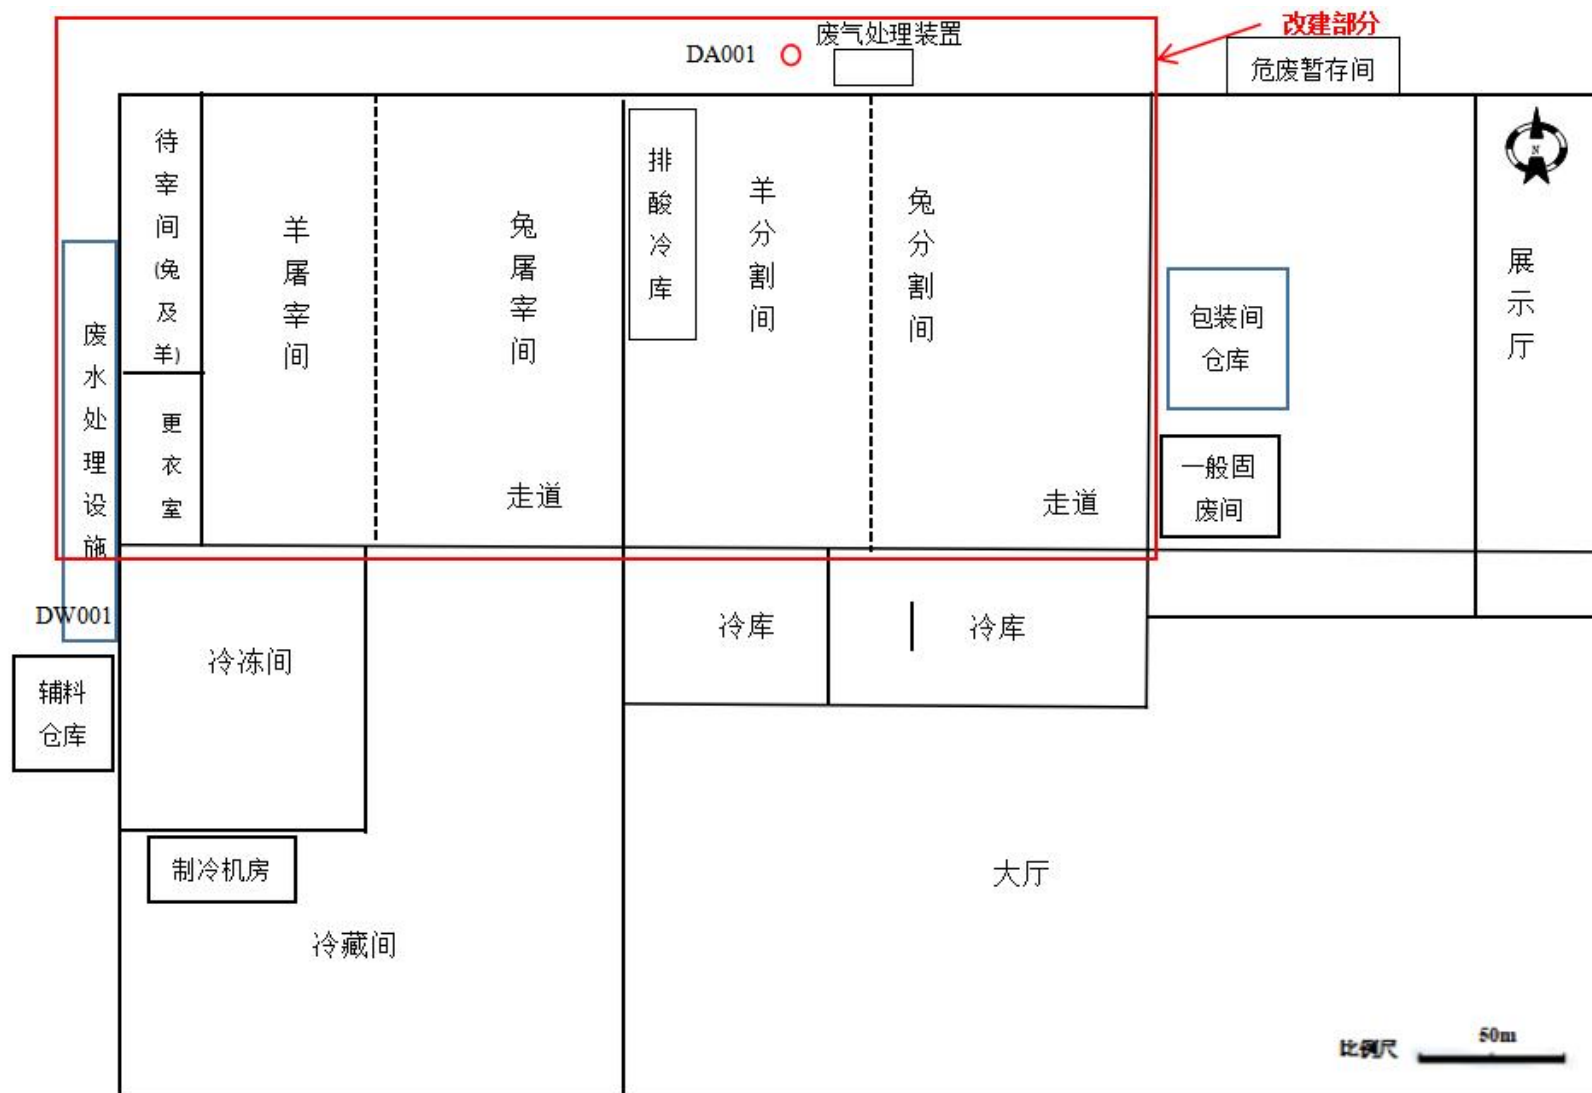 改建部分
废气处理装置
DA001
危废暂存间
待宰间(兔及羊)
羊屠宰间
兔屠宰间
排酸冷库
羊分割间
兔分割间
N
展示厅
包装间
仓库
废水处理设施
更衣室
走道
走道
一般固
废间
DW001
冷冻间
冷库
冷库
辅料
仓库
制冷机房
大厅
冷藏间
比例尺
50m